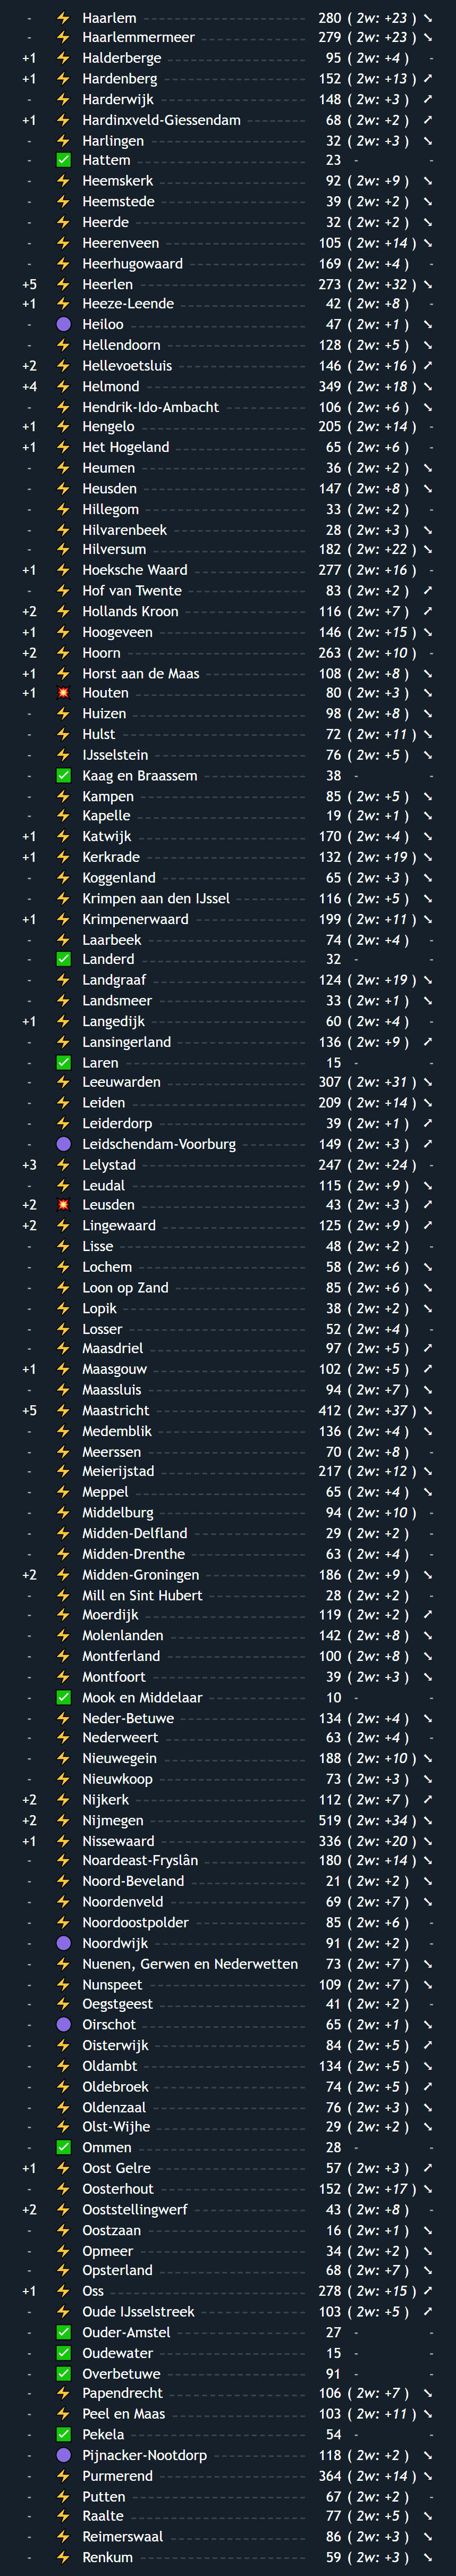 - ⚡ Haarlem 280 ( 2w: +23 ) ➘
- ⚡ Haarlemmermeer 279 ( 2w: +23 ) ➘
+1 ⚡ Halderberge 95 ( 2w: +4 ) -
+1 ⚡ Hardenberg 152 ( 2w: +13 ) ➚
- ⚡ Harderwijk 148 ( 2w: +3 ) ➚
+1 ⚡ Hardinxveld-Giessendam 68 ( 2w: +2 ) ➚
- ⚡ Harlingen 32 ( 2w: +3 ) ➘
- ✅ Hattem 23 - -
- ⚡ Heemskerk 92 ( 2w: +9 ) ➘
- ⚡ Heemstede 39 ( 2w: +2 ) ➘
- ⚡ Heerde 32 ( 2w: +2 ) ➘
- ⚡ Heerenveen 105 ( 2w: +14 ) ➘
- ⚡ Heerhugowaard 169 ( 2w: +4 ) -
+5 ⚡ Heerlen 273 ( 2w: +32 ) ➘
+1 ⚡ Heeze-Leende 42 ( 2w: +8 ) -
- 🟣 Heiloo 47 ( 2w: +1 ) ➘
- ⚡ Hellendoorn 128 ( 2w: +5 ) ➘
+2 ⚡ Hellevoetsluis 146 ( 2w: +16 ) ➚
+4 ⚡ Helmond 349 ( 2w: +18 ) ➘
- ⚡ Hendrik-Ido-Ambacht 106 ( 2w: +6 ) ➘
+1 ⚡ Hengelo 205 ( 2w: +14 ) -
+1 ⚡ Het Hogeland 65 ( 2w: +6 ) -
- ⚡ Heumen 36 ( 2w: +2 ) ➘
- ⚡ Heusden 147 ( 2w: +8 ) ➘
- ⚡ Hillegom 33 ( 2w: +2 ) -
- ⚡ Hilvarenbeek 28 ( 2w: +3 ) ➘
- ⚡ Hilversum 182 ( 2w: +22 ) ➘
+1 ⚡ Hoeksche Waard 277 ( 2w: +16 ) -
- ⚡ Hof van Twente 83 ( 2w: +2 ) ➚
+2 ⚡ Hollands Kroon 116 ( 2w: +7 ) ➚
+1 ⚡ Hoogeveen 146 ( 2w: +15 ) ➘
+2 ⚡ Hoorn 263 ( 2w: +10 ) -
+1 ⚡ Horst aan de Maas 108 ( 2w: +8 ) ➘
+1 💥 Houten 80 ( 2w: +3 ) ➘
- ⚡ Huizen 98 ( 2w: +8 ) ➘
- ⚡ Hulst 72 ( 2w: +11 ) ➘
- ⚡ IJsselstein 76 ( 2w: +5 ) ➘
- ✅ Kaag en Braassem 38 - -
- ⚡ Kampen 85 ( 2w: +5 ) ➘
- ⚡ Kapelle 19 ( 2w: +1 ) ➘
+1 ⚡ Katwijk 170 ( 2w: +4 ) ➘
+1 ⚡ Kerkrade 132 ( 2w: +19 ) ➘
- ⚡ Koggenland 65 ( 2w: +3 ) ➘
- ⚡ Krimpen aan den IJssel 116 ( 2w: +5 ) ➘
+1 ⚡ Krimpenerwaard 199 ( 2w: +11 ) ➘
- ⚡ Laarbeek 74 ( 2w: +4 ) -
- ✅ Landerd 32 - -
- ⚡ Landgraaf 124 ( 2w: +19 ) ➘
- ⚡ Landsmeer 33 ( 2w: +1 ) ➘
+1 ⚡ Langedijk 60 ( 2w: +4 ) -
- ⚡ Lansingerland 136 ( 2w: +9 ) ➚
- ✅ Laren 15 - -
- ⚡ Leeuwarden 307 ( 2w: +31 ) ➘
- ⚡ Leiden 209 ( 2w: +14 ) ➘
- ⚡ Leiderdorp 39 ( 2w: +1 ) ➚
- 🟣 Leidschendam-Voorburg 149 ( 2w: +3 ) ➚
+3 ⚡ Lelystad 247 ( 2w: +24 ) -
- ⚡ Leudal 115 ( 2w: +9 ) ➘
+2 💥 Leusden 43 ( 2w: +3 ) ➚
+2 ⚡ Lingewaard 125 ( 2w: +9 ) ➚
- ⚡ Lisse 48 ( 2w: +2 ) -
- ⚡ Lochem 58 ( 2w: +6 ) ➘
- ⚡ Loon op Zand 85 ( 2w: +6 ) ➘
- ⚡ Lopik 38 ( 2w: +2 ) ➘
- ⚡ Losser 52 ( 2w: +4 ) -
- ⚡ Maasdriel 97 ( 2w: +5 ) ➚
+1 ⚡ Maasgouw 102 ( 2w: +5 ) ➚
- ⚡ Maassluis 94 ( 2w: +7 ) ➘
+5 ⚡ Maastricht 412 ( 2w: +37 ) ➘
- ⚡ Medemblik 136 ( 2w: +4 ) ➘
- ⚡ Meerssen 70 ( 2w: +8 ) -
- ⚡ Meierijstad 217 ( 2w: +12 ) ➘
- ⚡ Meppel 65 ( 2w: +4 ) ➘
- ⚡ Middelburg 94 ( 2w: +10 ) -
- ⚡ Midden-Delfland 29 ( 2w: +2 ) -
- ⚡ Midden-Drenthe 63 ( 2w: +4 ) -
+2 ⚡ Midden-Groningen 186 ( 2w: +9 ) ➘
- ⚡ Mill en Sint Hubert 28 ( 2w: +2 ) -
- ⚡ Moerdijk 119 ( 2w: +2 ) ➚
- ⚡ Molenlanden 142 ( 2w: +8 ) ➘
- ⚡ Montferland 100 ( 2w: +8 ) ➘
- ⚡ Montfoort 39 ( 2w: +3 ) ➘
- ✅ Mook en Middelaar 10 - -
- ⚡ Neder-Betuwe 134 ( 2w: +4 ) ➘
- ⚡ Nederweert 63 ( 2w: +4 ) -
- ⚡ Nieuwegein 188 ( 2w: +10 ) ➘
- ⚡ Nieuwkoop 73 ( 2w: +3 ) ➘
+2 ⚡ Nijkerk 112 ( 2w: +7 ) ➚
+2 ⚡ Nijmegen 519 ( 2w: +34 ) ➘
+1 ⚡ Nissewaard 336 ( 2w: +20 ) ➘
- ⚡ Noardeast-Fryslân 180 ( 2w: +14 ) ➘
- ⚡ Noord-Beveland 21 ( 2w: +2 ) ➘
- ⚡ Noordenveld 69 ( 2w: +7 ) ➘
- ⚡ Noordoostpolder 85 ( 2w: +6 ) -
- 🟣 Noordwijk 91 ( 2w: +2 ) -
- ⚡ Nuenen, Gerwen en Nederwetten 73 ( 2w: +7 ) ➘
- ⚡ Nunspeet 109 ( 2w: +7 ) ➘
- ⚡ Oegstgeest 41 ( 2w: +2 ) -
- 🟣 Oirschot 65 ( 2w: +1 ) ➘
- ⚡ Oisterwijk 84 ( 2w: +5 ) ➚
- ⚡ Oldambt 134 ( 2w: +5 ) ➘
- ⚡ Oldebroek 74 ( 2w: +5 ) ➚
- ⚡ Oldenzaal 76 ( 2w: +3 ) ➘
- ⚡ Olst-Wijhe 29 ( 2w: +2 ) ➘
- ✅ Ommen 28 - -
+1 ⚡ Oost Gelre 57 ( 2w: +3 ) ➚
- ⚡ Oosterhout 152 ( 2w: +17 ) ➘
+2 ⚡ Ooststellingwerf 43 ( 2w: +8 ) -
- ⚡ Oostzaan 16 ( 2w: +1 ) ➘
- ⚡ Opmeer 34 ( 2w: +2 ) ➘
- ⚡ Opsterland 68 ( 2w: +7 ) ➘
+1 ⚡ Oss 278 ( 2w: +15 ) ➚
- ⚡ Oude IJsselstreek 103 ( 2w: +5 ) ➚
- ✅ Ouder-Amstel 27 - -
- ✅ Oudewater 15 - -
- ✅ Overbetuwe 91 - -
- ⚡ Papendrecht 106 ( 2w: +7 ) ➘
- ⚡ Peel en Maas 103 ( 2w: +11 ) ➘
- ✅ Pekela 54 - -
- 🟣 Pijnacker-Nootdorp 118 ( 2w: +2 ) ➘
- ⚡ Purmerend 364 ( 2w: +14 ) ➘
- ⚡ Putten 67 ( 2w: +2 ) -
- ⚡ Raalte 77 ( 2w: +5 ) ➘
- ⚡ Reimerswaal 86 ( 2w: +3 ) ➘
- ⚡ Renkum 59 ( 2w: +3 ) ➘